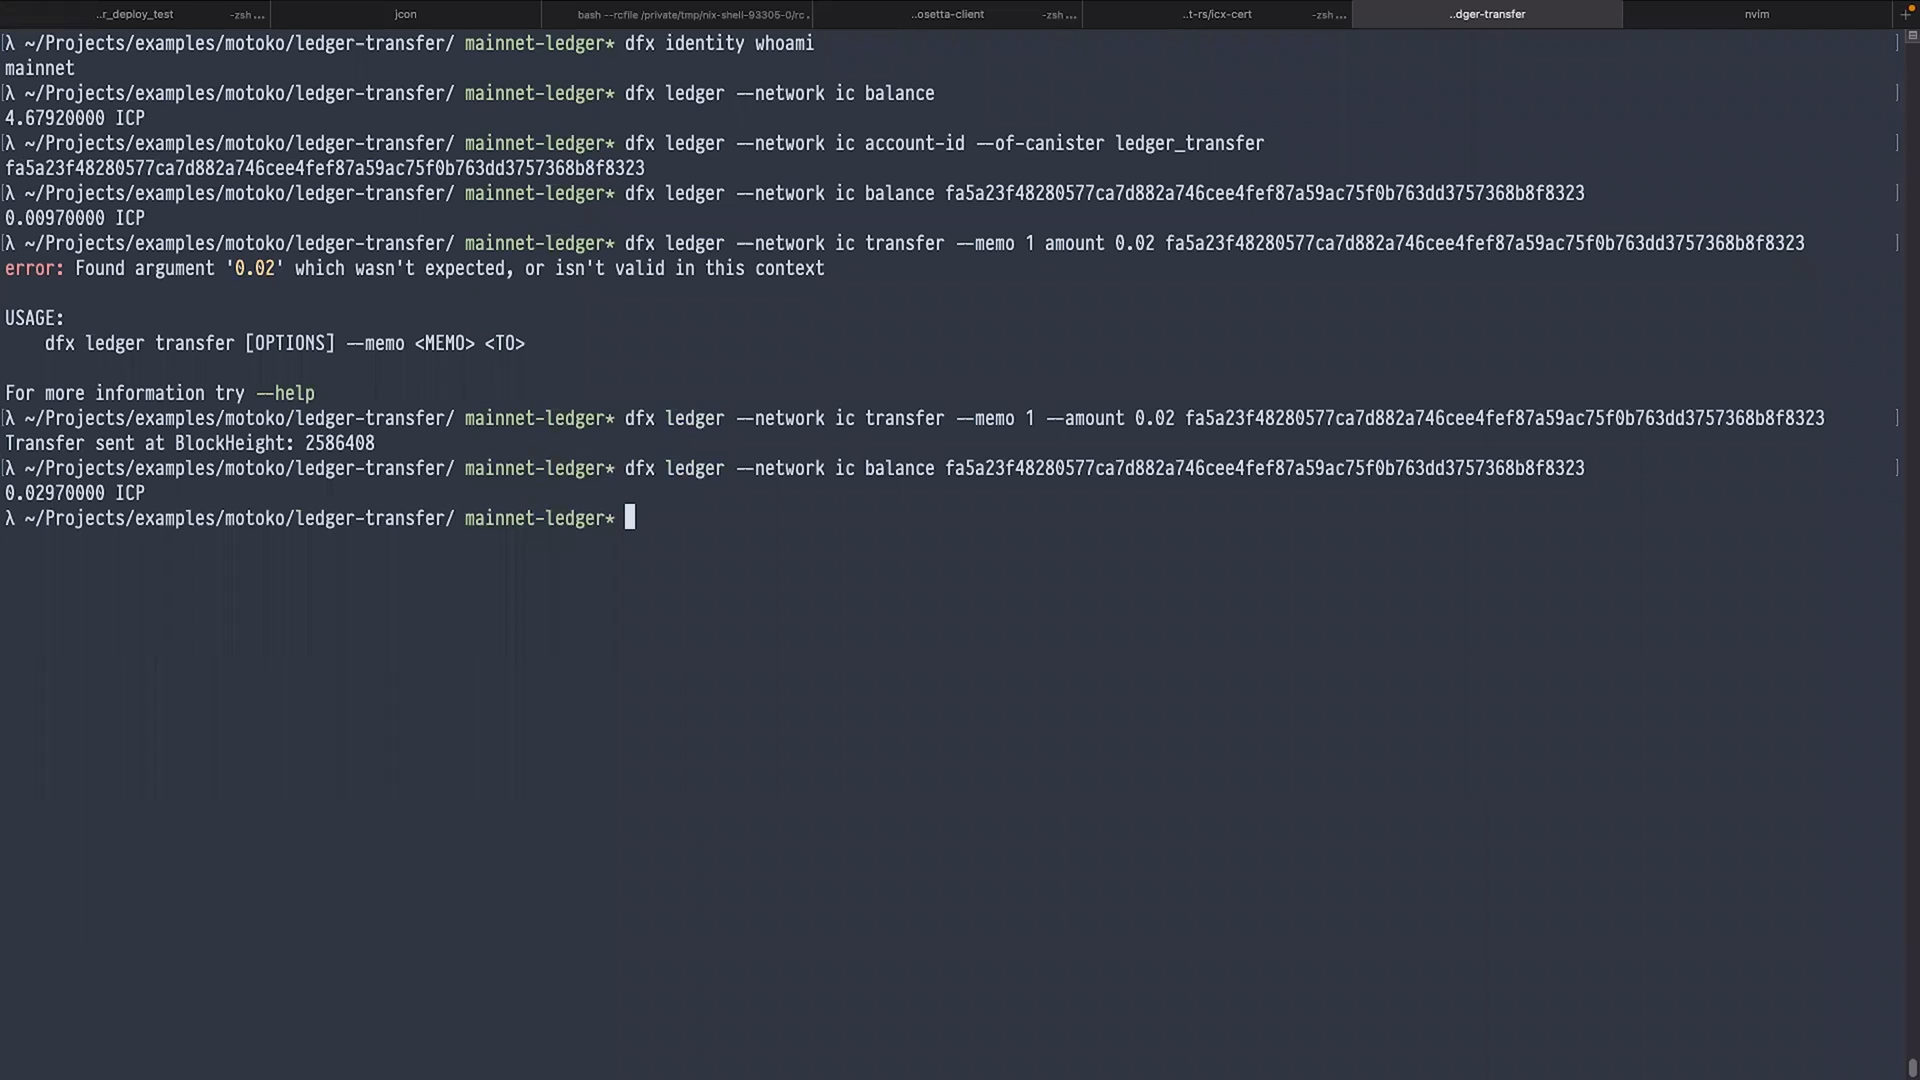 ..r_deploy_test -zsh... jcon bash --rcfile /private/tmp/nix-shell-93305-0/rc... ..osetta-client -zsh... ..t-rs/icx-cert -zsh... ..dger-transfer nvim +
[λ ~/Projects/examples/motoko/ledger-transfer/ mainnet-ledger* dfx identity whoami ]
mainnet
[λ ~/Projects/examples/motoko/ledger-transfer/ mainnet-ledger* dfx ledger --network ic balance ]
4.67920000 ICP
[λ ~/Projects/examples/motoko/ledger-transfer/ mainnet-ledger* dfx ledger --network ic account-id --of-canister ledger_transfer ]
fa5a23f48280577ca7d882a746cee4fef87a59ac75f0b763dd3757368b8f8323
[λ ~/Projects/examples/motoko/ledger-transfer/ mainnet-ledger* dfx ledger --network ic balance fa5a23f48280577ca7d882a746cee4fef87a59ac75f0b763dd3757368b8f8323 ]
0.00970000 ICP
[λ ~/Projects/examples/motoko/ledger-transfer/ mainnet-ledger* dfx ledger --network ic transfer --memo 1 amount 0.02 fa5a23f48280577ca7d882a746cee4fef87a59ac75f0b763dd3757368b8f8323 ]
error: Found argument '0.02' which wasn't expected, or isn't valid in this context
USAGE:
dfx ledger transfer [OPTIONS] --memo <MEMO> <TO>
For more information try --help
[λ ~/Projects/examples/motoko/ledger-transfer/ mainnet-ledger* dfx ledger --network ic transfer --memo 1 --amount 0.02 fa5a23f48280577ca7d882a746cee4fef87a59ac75f0b763dd3757368b8f8323 ]
Transfer sent at BlockHeight: 2586408
[λ ~/Projects/examples/motoko/ledger-transfer/ mainnet-ledger* dfx ledger --network ic balance fa5a23f48280577ca7d882a746cee4fef87a59ac75f0b763dd3757368b8f8323 ]
0.02970000 ICP
λ ~/Projects/examples/motoko/ledger-transfer/ mainnet-ledger*